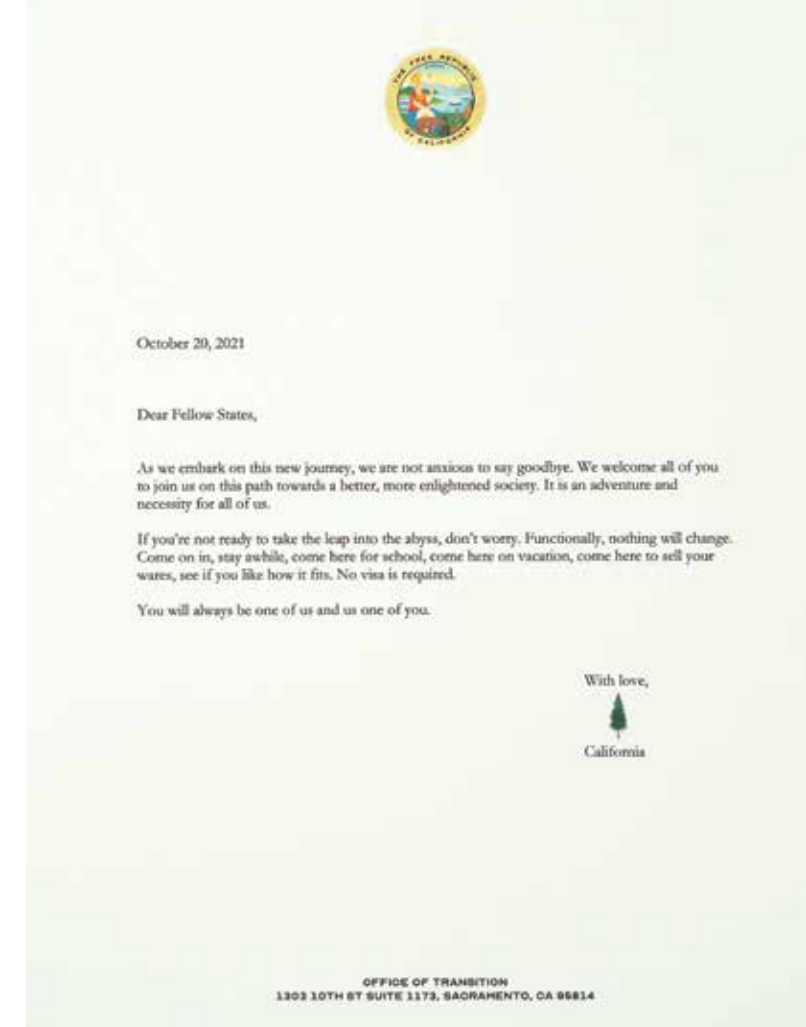 THE FREE REPUBLIC
OF CALIFORNIA
October 20, 2021
Dear Fellow States,
As we embark on this new journey, we are not anxious to say goodbye. We welcome all of you
to join us on this path towards a better, more enlightened society. It is an adventure and
necessity for all of us.
If you're not ready to take the leap into the abyss, don't worry. Functionally, nothing will change.
Come on in, stay awhile, come here for school, come here on vacation, come here to sell your
wares, see if you like how it fits. No visa is required.
You will always be one of us and us one of you.
With love,
California
OFFICE OF TRANSITION
1303 10TH ST SUITE 1173, SACRAMENTO, CA 95814